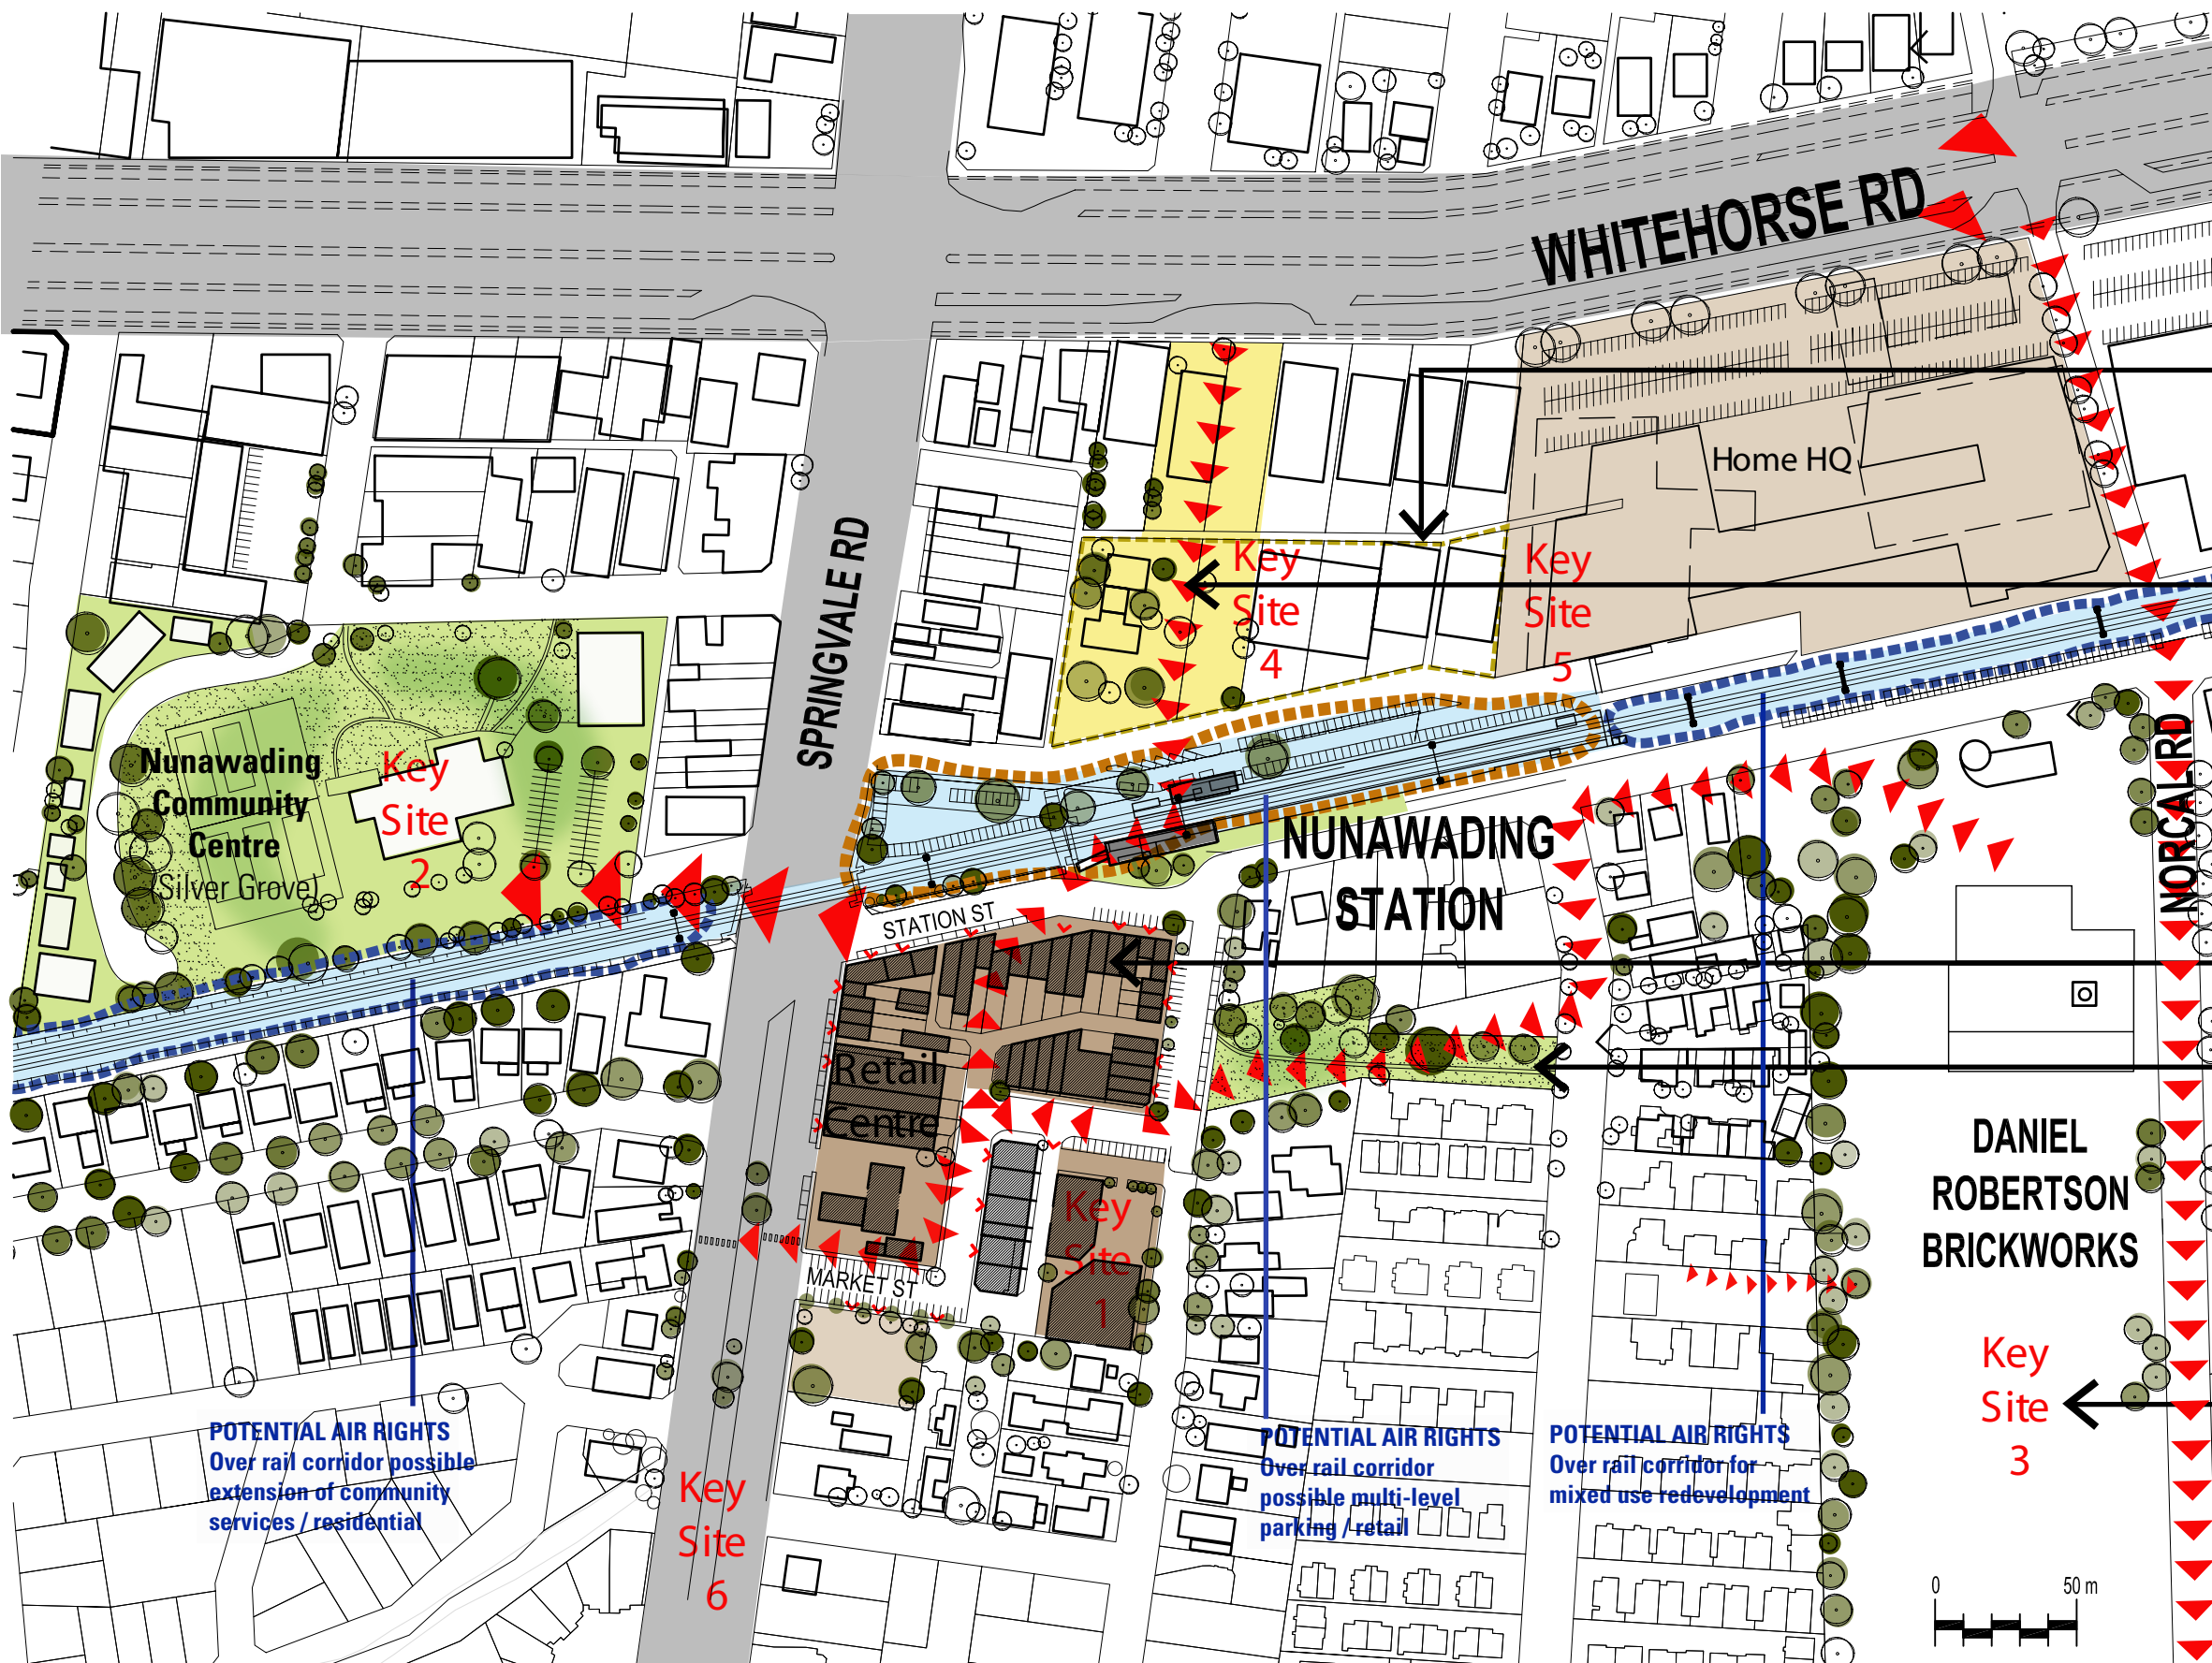 WHITEHORSE RD
Home HQ
SPRINGVALE RD
Key
Site
4
Key
Site
5
Nunawading
Community
Centre
(Silver Grove)
Key
Site
2
NUNAWADING
STATION
NORCAL RD
STATION ST
Retail
Centre
Key
Site
1
MARKET ST
DANIEL
ROBERTSON
BRICKWORKS
Key
Site
3
POTENTIAL AIR RIGHTS
Over rail corridor possible
extension of community
services / residential
Key
Site
6
POTENTIAL AIR RIGHTS
Over rail corridor
possible multi-level
parking / retail
POTENTIAL AIR RIGHTS
Over rail corridor for
mixed use redevelopment
0 50 m